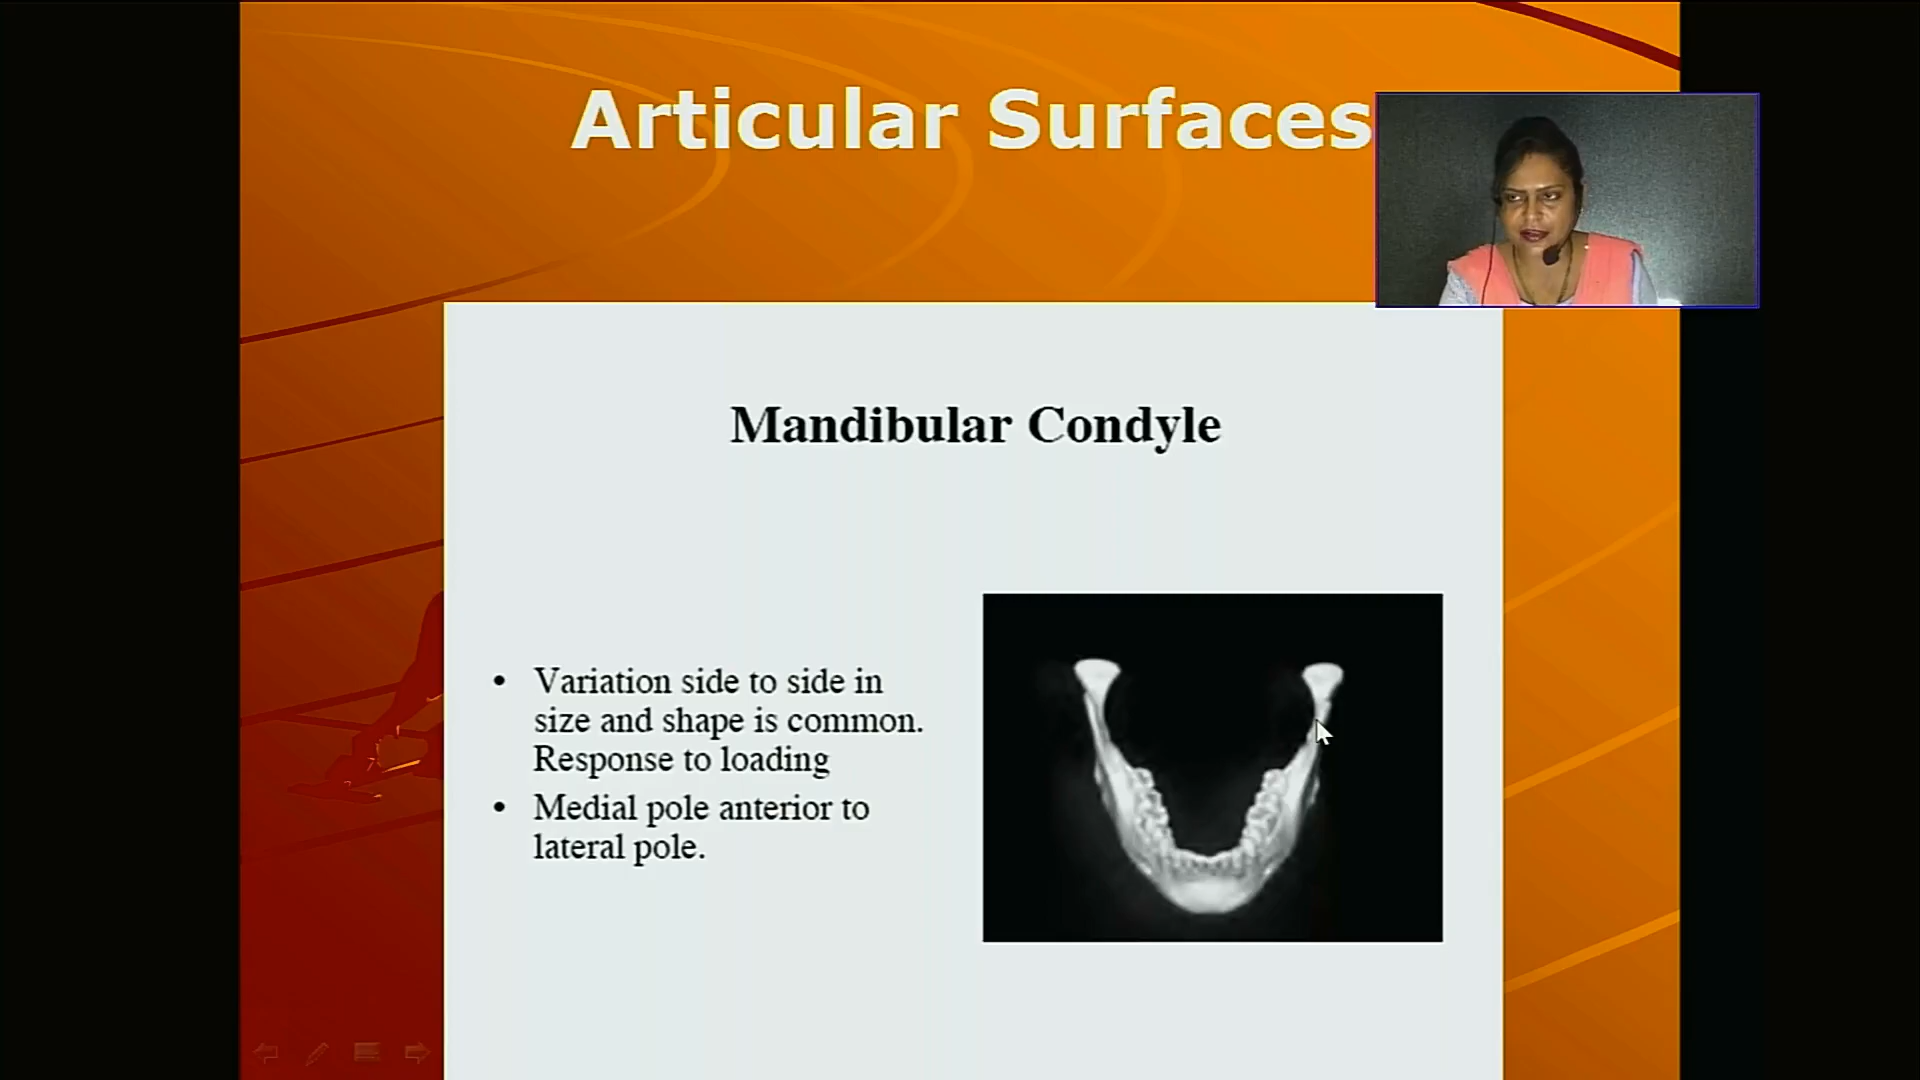 Articular Surfaces
Mandibular Condyle
• Variation side to side in
size and shape is common.
Response to loading
• Medial pole anterior to
lateral pole.